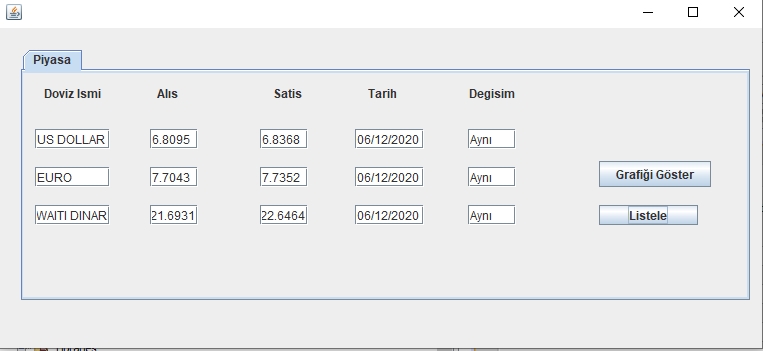 Piyasa
Doviz Ismi Alıs Satis Tarih Degisim
US DOLLAR 6.8095 6.8368 06/12/2020 Aynı
EURO 7.7043 7.7352 06/12/2020 Aynı
Grafiği Göster
WAITI DINAR 21.6931 22.6464 06/12/2020 Aynı
Listele